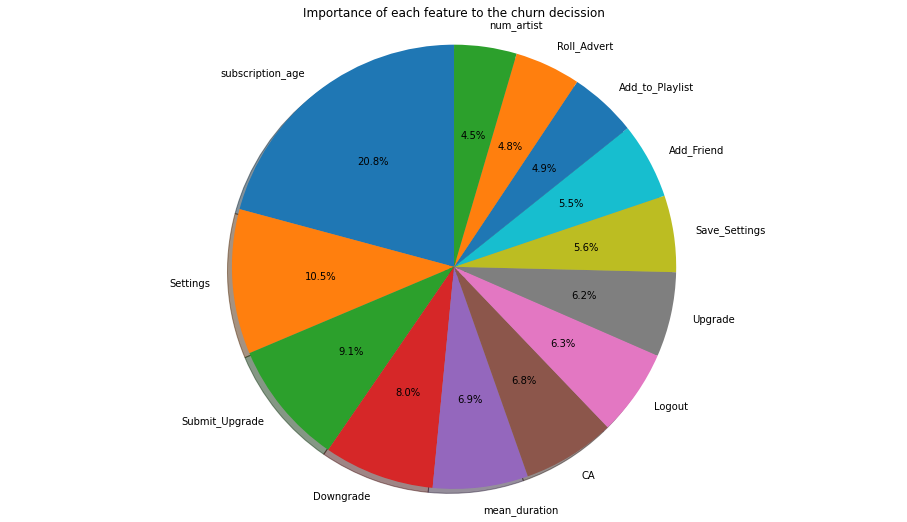 Importance of each feature to the churn decission
num_artist
Roll_Advert
subscription_age
Add_to_Playlist
4.5%
4.8%
Add_Friend
20.8%
4.9%
5.5%
Save_Settings
5.6%
Settings
10.5%
6.2%
Upgrade
9.1%
6.3%
8.0%
6.8%
6.9%
Logout
Submit_Upgrade
CA
Downgrade
mean_duration